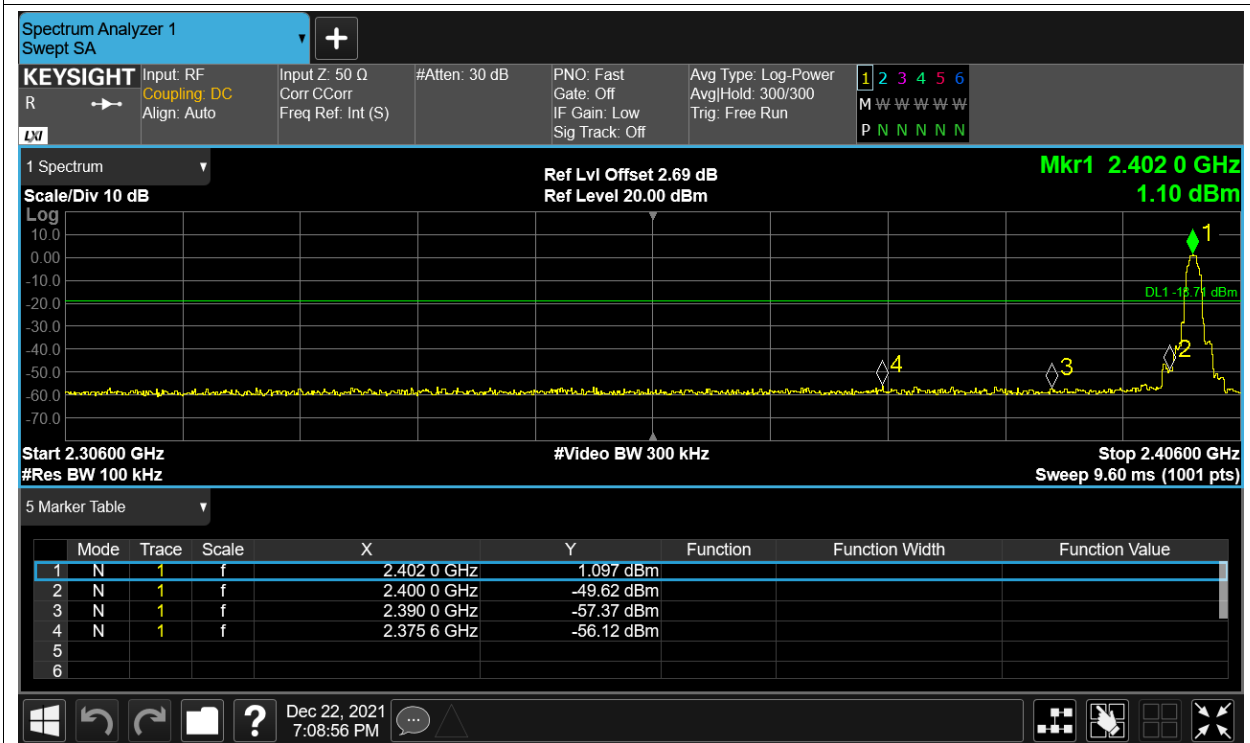 Spectrum Analyzer 1
Swept SA
KEYSIGHT Input: RF Input Z: 50 Ω #Atten: 30 dB PNO: Fast Avg Type: Log-Power 1 2 3 4 5 6
R Coupling: DC Corr CCorr Gate: Off Avg|Hold: 300/300 M W W W W W
Align: Auto Freq Ref: Int (S) IF Gain: Low Trig: Free Run
LXI Sig Track: Off P N N N N N
1 Spectrum Ref Lvl Offset 2.69 dB Mkr1 2.402 0 GHz
Scale/Div 10 dB Ref Level 20.00 dBm 1.10 dBm
Log
10.0 1
0.00
-10.0
DL1 -18.71 dBm
-20.0
-30.0
-40.0 2
4 3
-50.0
-60.0
-70.0
Start 2.30600 GHz #Video BW 300 kHz Stop 2.40600 GHz
#Res BW 100 kHz Sweep 9.60 ms (1001 pts)
5 Marker Table
Mode Trace Scale X Y Function Function Width Function Value
1 N 1 f 2.402 0 GHz 1.097 dBm
2 N 1 f 2.400 0 GHz -49.62 dBm
3 N 1 f 2.390 0 GHz -57.37 dBm
4 N 1 f 2.375 6 GHz -56.12 dBm
5
6
? Dec 22, 2021
7:08:56 PM